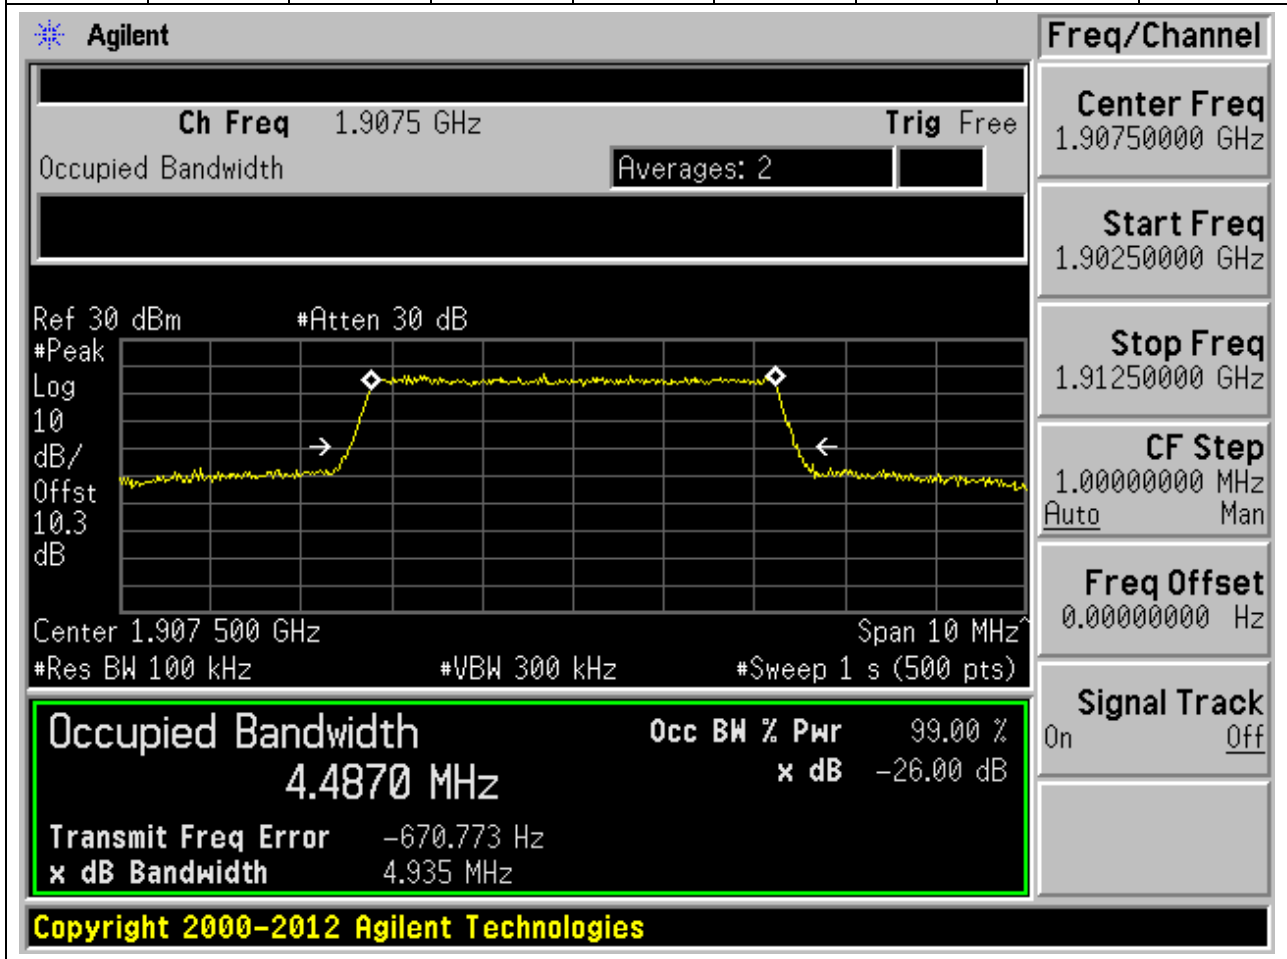 Agilent
Freq/Channel
Ch Freq 1.9075 GHz Trig Free
Occupied Bandwidth Averages: 2
Center Freq
1.90750000 GHz
Start Freq
1.90250000 GHz
Stop Freq
1.91250000 GHz
CF Step
1.00000000 MHz
Auto Man
Freq Offset
0.00000000 Hz
Signal Track
On Off
Ref 30 dBm #Atten 30 dB
#Peak
Log
10
dB/
Offst
10.3
dB
Center 1.907 500 GHz Span 10 MHz^
#Res BW 100 kHz #VBW 300 kHz #Sweep 1 s (500 pts)
Occupied Bandwidth Occ BW % Pwr 99.00 %
4.4870 MHz x dB -26.00 dB
Transmit Freq Error -670.773 Hz
x dB Bandwidth 4.935 MHz
Copyright 2000-2012 Agilent Technologies